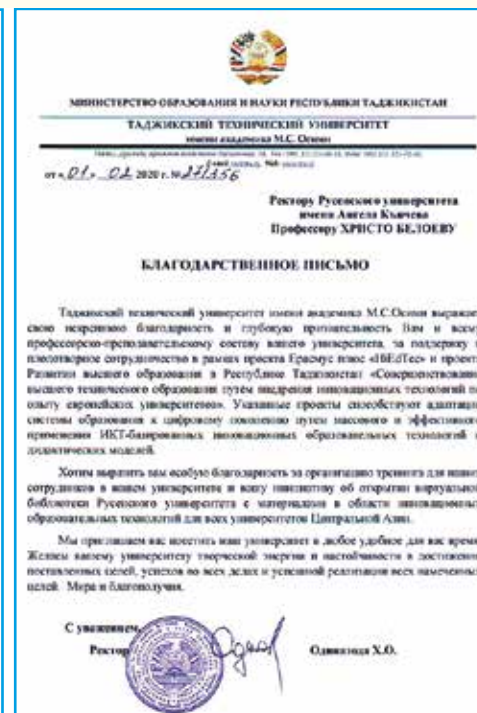 МИНИСТЕРСТВО ОБРАЗОВАНИЯ И НАУКИ РЕСПУБЛИКИ ТАДЖИКИСТАН
ТАДЖИКСКИЙ ТЕХНИЧЕСКИЙ УНИВЕРСИТЕТ
имени академика М.С. Осими
от «01» 02 2020 г. № 27/156
Ректору Русенского университета
имени Ангела Кънчева
Профессору ХРИСТО БЕЛОЕВУ
БЛАГОДАРСТВЕННОЕ ПИСЬМО
Таджикский технический университет имени академика М.С.Осими выражает
свою искреннюю благодарность и глубокую признательность Вам и всему
профессорско-преподавательскому составу вашего университета, за поддержку и
плодотворное сотрудничество в рамках проекта Ерасмус плюс «HiEdTec» и проекта
Развития высшего образования в Республике Таджикистан «Совершенствование
высшего технического образования путём внедрения инновационных технологий по
опыту европейских университетов». Указанные проекты способствуют адаптации
системы образования к цифровому поколению путем массового и эффективного
применения ИКТ-базированных инновационных образовательных технологий и
дидактических моделей.
Хотим выразить вам особую благодарность за организацию тренинга для наших
сотрудников в вашем университете и вашу инициативу об открытии виртуальной
библиотеки Русенского университета с материалами в области инновационных
образовательных технологий для всех университетов Центральной Азии.
Мы приглашаем вас посетить наш университет в любое удобное для вас время.
Желаем вашему университету творческой энергии и настойчивости в достижении
поставленных целей, успехов во всех делах и успешной реализации всех намеченных
целей. Мира и благополучия.
С уважением,
Ректор
Одиназода Х.О.